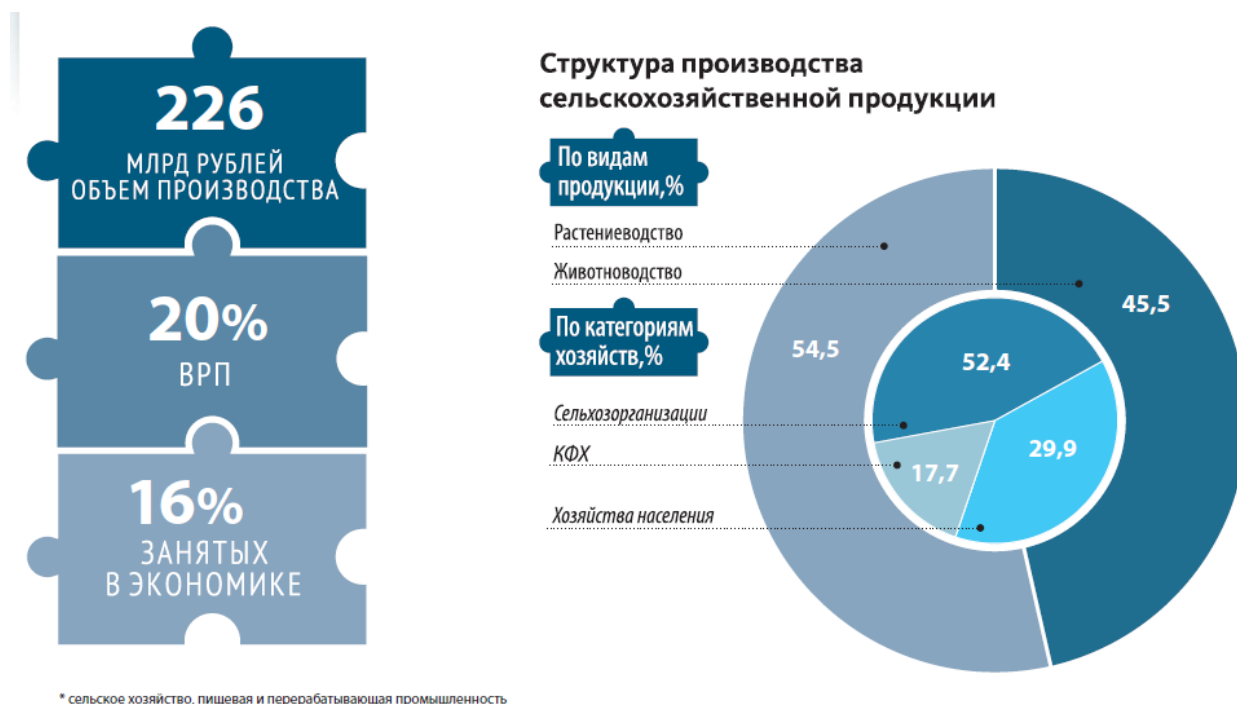 226
МЛРД РУБЛЕЙ
ОБЪЕМ ПРОИЗВОДСТВА
20%
ВРП
16%
ЗАНЯТЫХ
В ЭКОНОМИКЕ
* сельское хозяйство, пищевая и перерабатывающая промышленность
Структура производства
сельскохозяйственной продукции
По видам
продукции,%
Растениеводство
Животноводство
По категориям
хозяйств,%
Сельхозорганизации
КФХ
Хозяйства населения
54,5
45,5
52,4
29,9
17,7